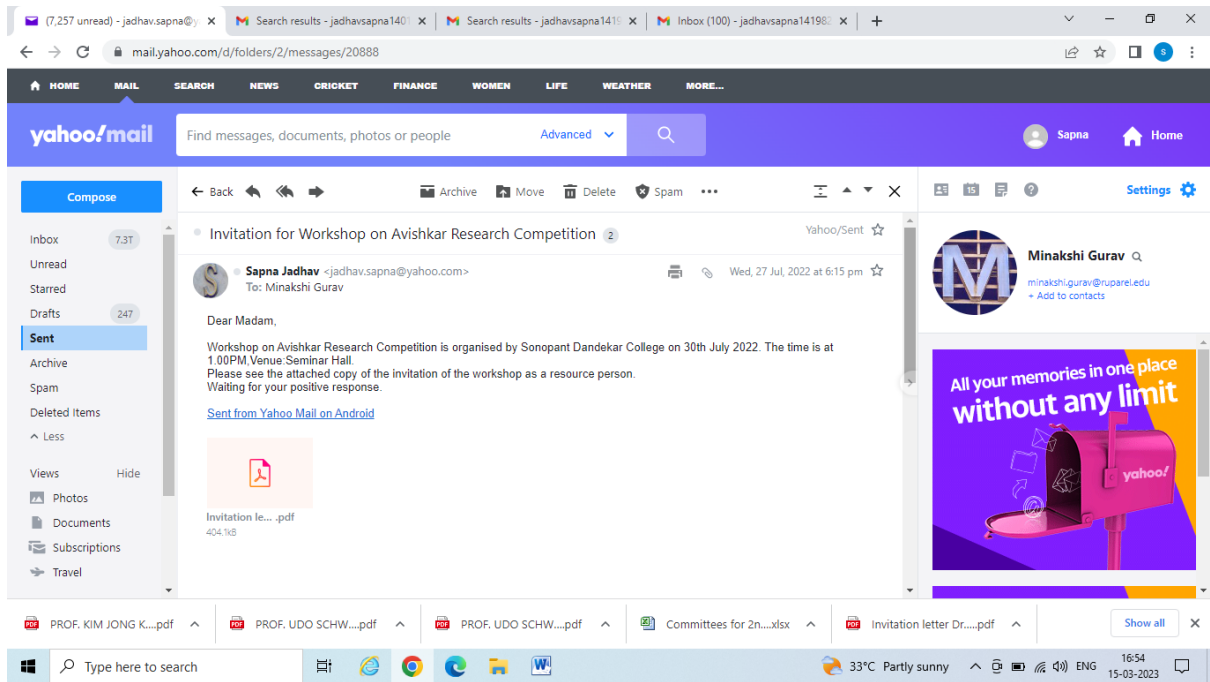 (7,257 unread) - jadhav.sapna@y
Search results - jadhavsapna1401
Search results - jadhavsapna1419
Inbox (100) - jadhavsapna141982
mail.yahoo.com/d/folders/2/messages/20888
S
HOME MAIL SEARCH NEWS CRICKET FINANCE WOMEN LIFE WEATHER MORE...
yahoo!mail
Find messages, documents, photos or people
Advanced
Sapna
Home
Compose
Back
Archive Move Delete Spam
15
Settings
Inbox 7.3T
Unread
Starred
Drafts 247
Sent
Archive
Spam
Deleted Items
Less
Views Hide
Photos
Documents
Subscriptions
Travel
Invitation for Workshop on Avishkar Research Competition 2
Yahoo/Sent
S
Sapna Jadhav <jadhav.sapna@yahoo.com>
To: Minakshi Gurav
Wed, 27 Jul, 2022 at 6:15 pm
Dear Madam,
Workshop on Avishkar Research Competition is organised by Sonopant Dandekar College on 30th July 2022. The time is at
1.00PM,Venue:Seminar Hall.
Please see the attached copy of the invitation of the workshop as a resource person.
Waiting for your positive response.
Sent from Yahoo Mail on Android
Invitation le... .pdf
404.1kB
M
Minakshi Gurav
minakshi.gurav@ruparel.edu
+ Add to contacts
All your memories in one place
without any limit
yahoo!
PDF PROF. KIM JONG K....pdf
PDF PROF. UDO SCHW....pdf
PDF PROF. UDO SCHW....pdf
Committees for 2n....xlsx
PDF Invitation letter Dr.....pdf
Show all
Type here to search
W
33°C Partly sunny
ENG
16:54
15-03-2023